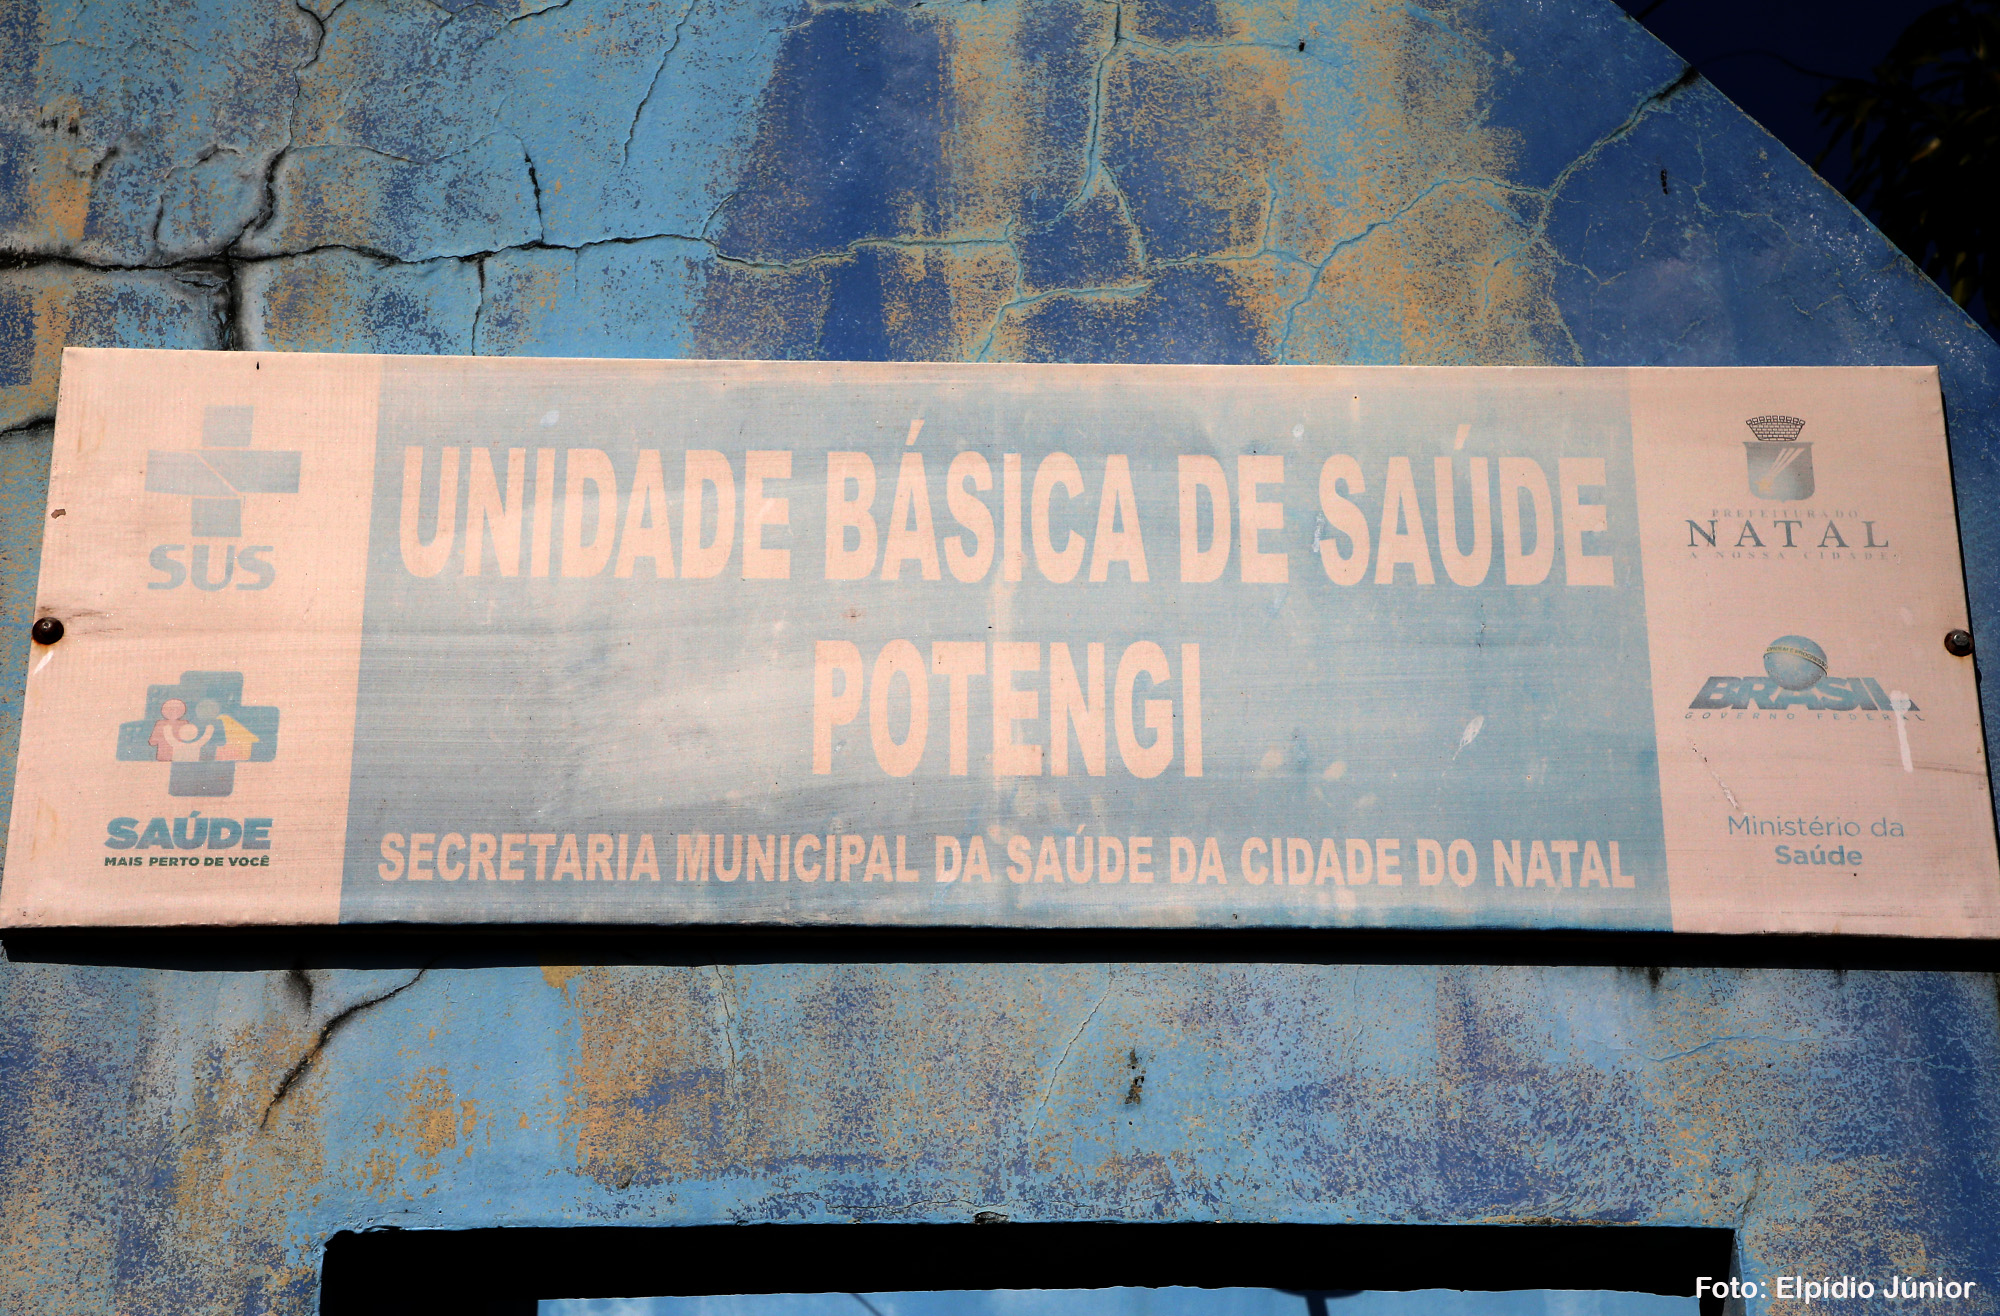 SUS
SAÚDE
MAIS PERTO DE VOCÊ
UNIDADE BÁSICA DE SAÚDE
POTENGI
SECRETARIA MUNICIPAL DA SAÚDE DA CIDADE DO NATAL
PREFEITURA DO
NATAL
A NOSSA CIDADE
BRASIL
GOVERNO FEDERAL
Ministério da
Saúde
Foto: Elpídio Júnior